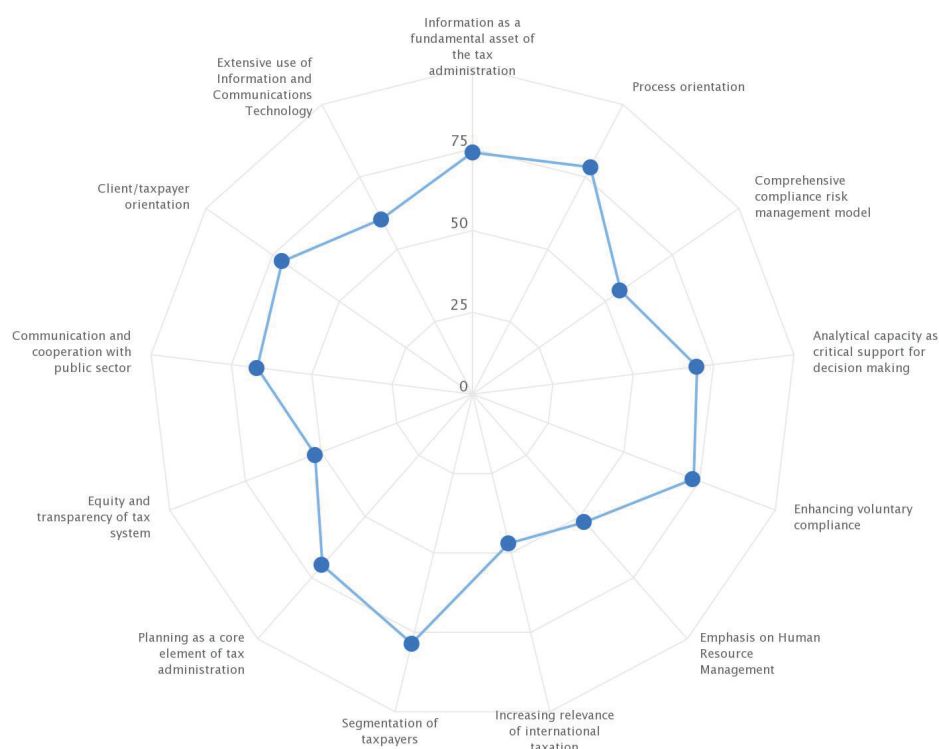 Information as a
fundamental asset of
the tax
administration
Process orientation
Comprehensive
compliance risk
management model
Analytical capacity as
critical support for
decision making
Enhancing voluntary
compliance
Emphasis on Human
Resource
Management
Increasing relevance
of international
taxation
Segmentation of
taxpayers
Planning as a core
element of tax
administration
Equity and
transparency of tax
system
Communication and
cooperation with
public sector
Client/taxpayer
orientation
Extensive use of
Information and
Communications
Technology
75
50
25
0